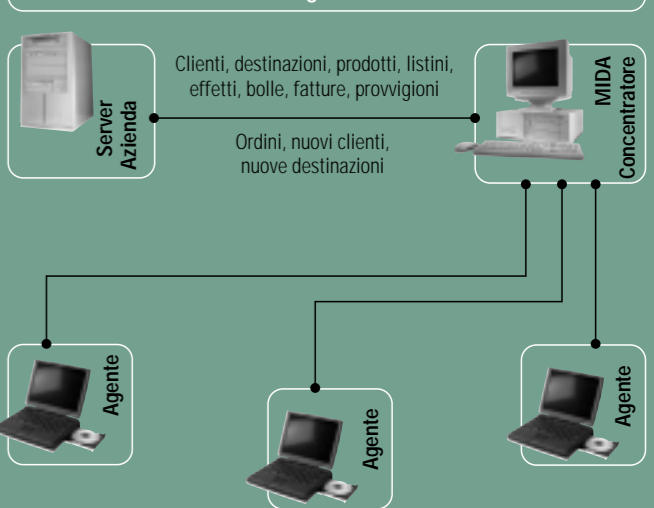 Clienti, destinazioni, prodotti, listini,
effetti, bolle, fatture, provvigioni
Server
Azienda
MIDA
Concentratore
Ordini, nuovi clienti,
nuove destinazioni
Agente
Agente
Agente